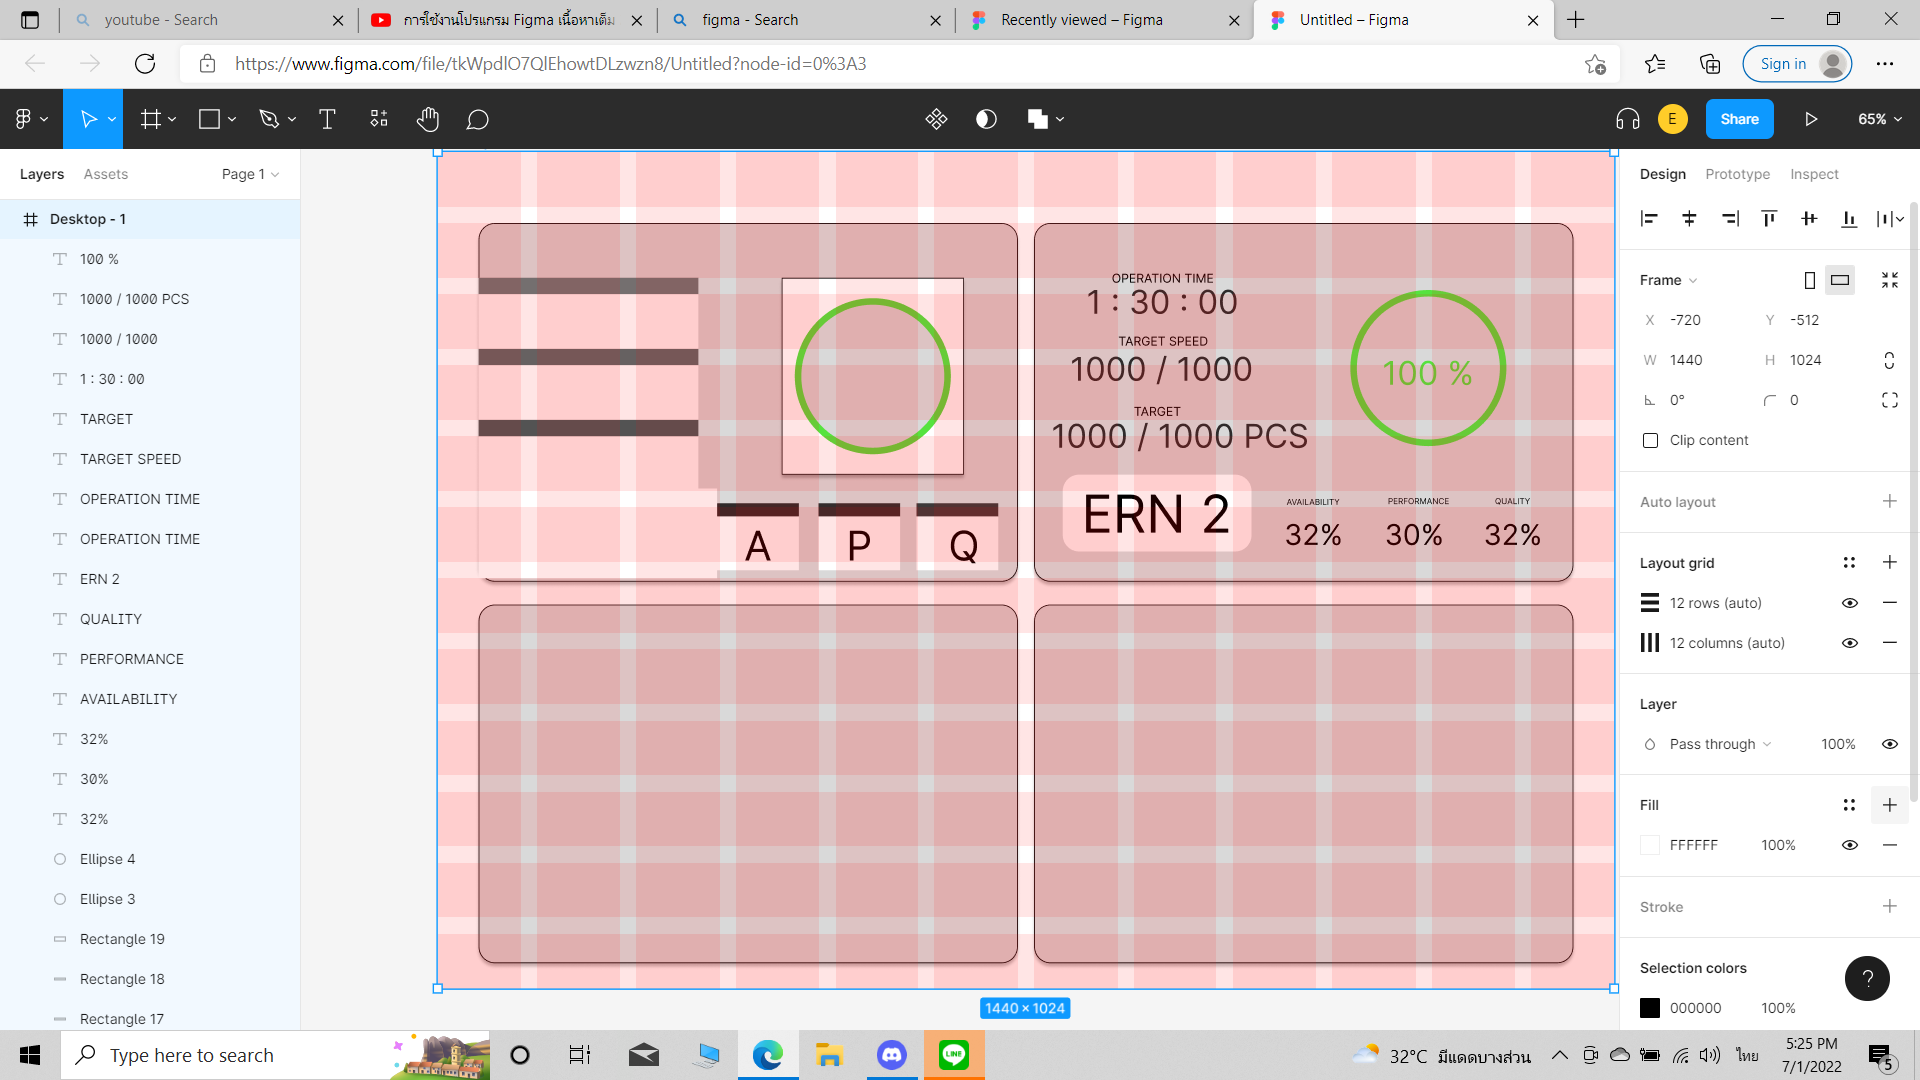 youtube - Search
การใช้งานโปรแกรม Figma เนื้อหาเต็ม
figma - Search
Recently viewed – Figma
Untitled – Figma
https://www.figma.com/file/tkWpdlO7QlEhowtDLzwzn8/Untitled?node-id=0%3A3
Sign in
E
Share
65%
Layers
Assets
Page 1
Desktop - 1
100 %
1000 / 1000 PCS
1000 / 1000
1 : 30 : 00
TARGET
TARGET SPEED
OPERATION TIME
OPERATION TIME
ERN 2
QUALITY
PERFORMANCE
AVAILABILITY
32%
30%
32%
Ellipse 4
Ellipse 3
Rectangle 19
Rectangle 18
Rectangle 17
A
P
Q
OPERATION TIME
1 : 30 : 00
TARGET SPEED
1000 / 1000
TARGET
1000 / 1000 PCS
100 %
ERN 2
AVAILABILITY
PERFORMANCE
QUALITY
32%
30%
32%
1440 × 1024
Design
Prototype
Inspect
Frame
X -720
Y -512
W 1440
H 1024
0°
0
Clip content
Auto layout
Layout grid
12 rows (auto)
12 columns (auto)
Layer
Pass through
100%
Fill
FFFFFF
100%
Stroke
Selection colors
000000
100%
?
Type here to search
LINE
32°C มีแดดบางส่วน
ไทย
5:25 PM
7/1/2022
5